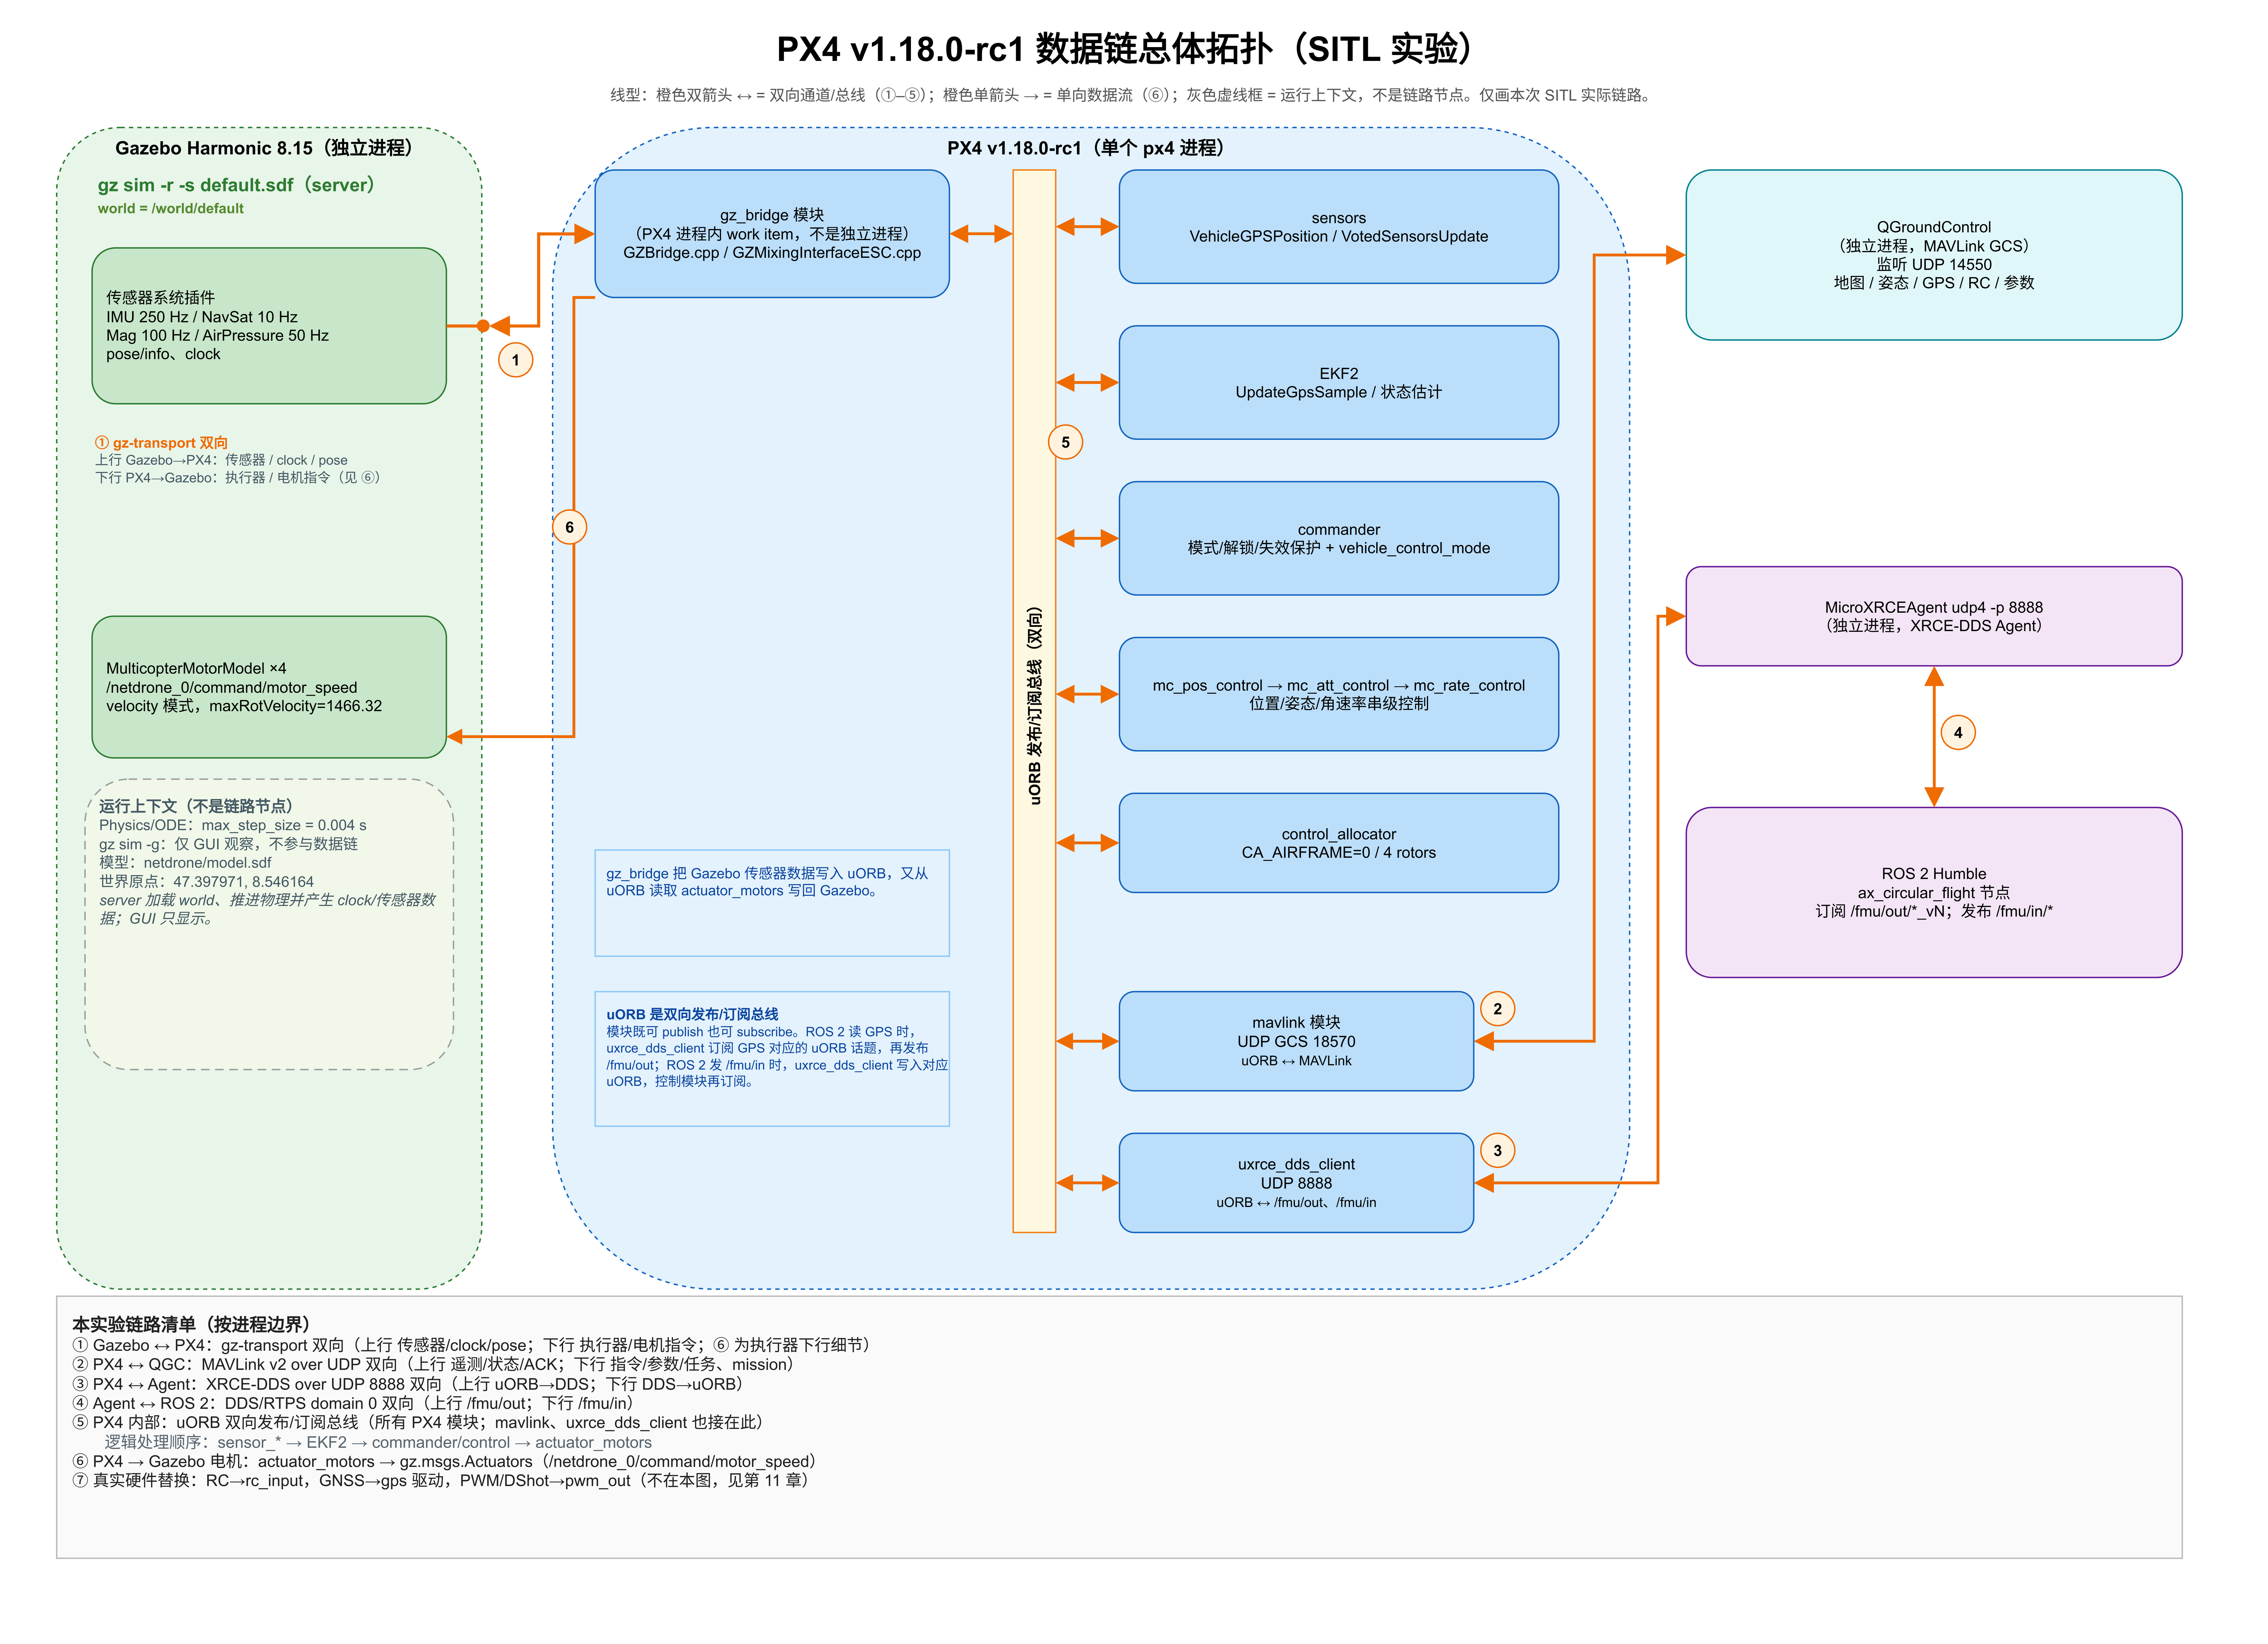 PX4 v1.18.0-rc1 数据链总体拓扑（SITL 实验）
线型：橙色双箭头 ↔ = 双向通道/总线（①–⑤）；橙色单箭头 → = 单向数据流（⑥）；灰色虚线框 = 运行上下文，不是链路节点。仅画本次 SITL 实际链路。
Gazebo Harmonic 8.15（独立进程）
gz sim -r -s default.sdf（server）
world = /world/default
传感器系统插件
IMU 250 Hz / NavSat 10 Hz
Mag 100 Hz / AirPressure 50 Hz
pose/info、clock
1
① gz-transport 双向
上行 Gazebo→PX4：传感器 / clock / pose
下行 PX4→Gazebo：执行器 / 电机指令（见 ⑥）
6
MulticopterMotorModel ×4
/netdrone_0/command/motor_speed
velocity 模式，maxRotVelocity=1466.32
运行上下文（不是链路节点）
Physics/ODE：max_step_size = 0.004 s
gz sim -g：仅 GUI 观察，不参与数据链
模型：netdrone/model.sdf
世界原点：47.397971, 8.546164
server 加载 world、推进物理并产生 clock/传感器数
据；GUI 只显示。
PX4 v1.18.0-rc1（单个 px4 进程）
gz_bridge 模块
（PX4 进程内 work item，不是独立进程）
GZBridge.cpp / GZMixingInterfaceESC.cpp
gz_bridge 把 Gazebo 传感器数据写入 uORB，又从
uORB 读取 actuator_motors 写回 Gazebo。
uORB 是双向发布/订阅总线
模块既可 publish 也可 subscribe。ROS 2 读 GPS 时，
uxrce_dds_client 订阅 GPS 对应的 uORB 话题，再发布
/fmu/out；ROS 2 发 /fmu/in 时，uxrce_dds_client 写入对应
uORB，控制模块再订阅。
uORB 发布/订阅总线（双向）
5
sensors
VehicleGPSPosition / VotedSensorsUpdate
EKF2
UpdateGpsSample / 状态估计
commander
模式/解锁/失效保护 + vehicle_control_mode
mc_pos_control → mc_att_control → mc_rate_control
位置/姿态/角速率串级控制
control_allocator
CA_AIRFRAME=0 / 4 rotors
mavlink 模块
UDP GCS 18570
uORB ↔ MAVLink
2
uxrce_dds_client
UDP 8888
uORB ↔ /fmu/out、/fmu/in
3
QGroundControl
（独立进程，MAVLink GCS）
监听 UDP 14550
地图 / 姿态 / GPS / RC / 参数
MicroXRCEAgent udp4 -p 8888
（独立进程，XRCE-DDS Agent）
4
ROS 2 Humble
ax_circular_flight 节点
订阅 /fmu/out/*_vN；发布 /fmu/in/*
本实验链路清单（按进程边界）
① Gazebo ↔ PX4：gz-transport 双向（上行 传感器/clock/pose；下行 执行器/电机指令；⑥ 为执行器下行细节）
② PX4 ↔ QGC：MAVLink v2 over UDP 双向（上行 遥测/状态/ACK；下行 指令/参数/任务、mission）
③ PX4 ↔ Agent：XRCE-DDS over UDP 8888 双向（上行 uORB→DDS；下行 DDS→uORB）
④ Agent ↔ ROS 2：DDS/RTPS domain 0 双向（上行 /fmu/out；下行 /fmu/in）
⑤ PX4 内部：uORB 双向发布/订阅总线（所有 PX4 模块；mavlink、uxrce_dds_client 也接在此）
逻辑处理顺序：sensor_* → EKF2 → commander/control → actuator_motors
⑥ PX4 → Gazebo 电机：actuator_motors → gz.msgs.Actuators（/netdrone_0/command/motor_speed）
⑦ 真实硬件替换：RC→rc_input，GNSS→gps 驱动，PWM/DShot→pwm_out（不在本图，见第 11 章）